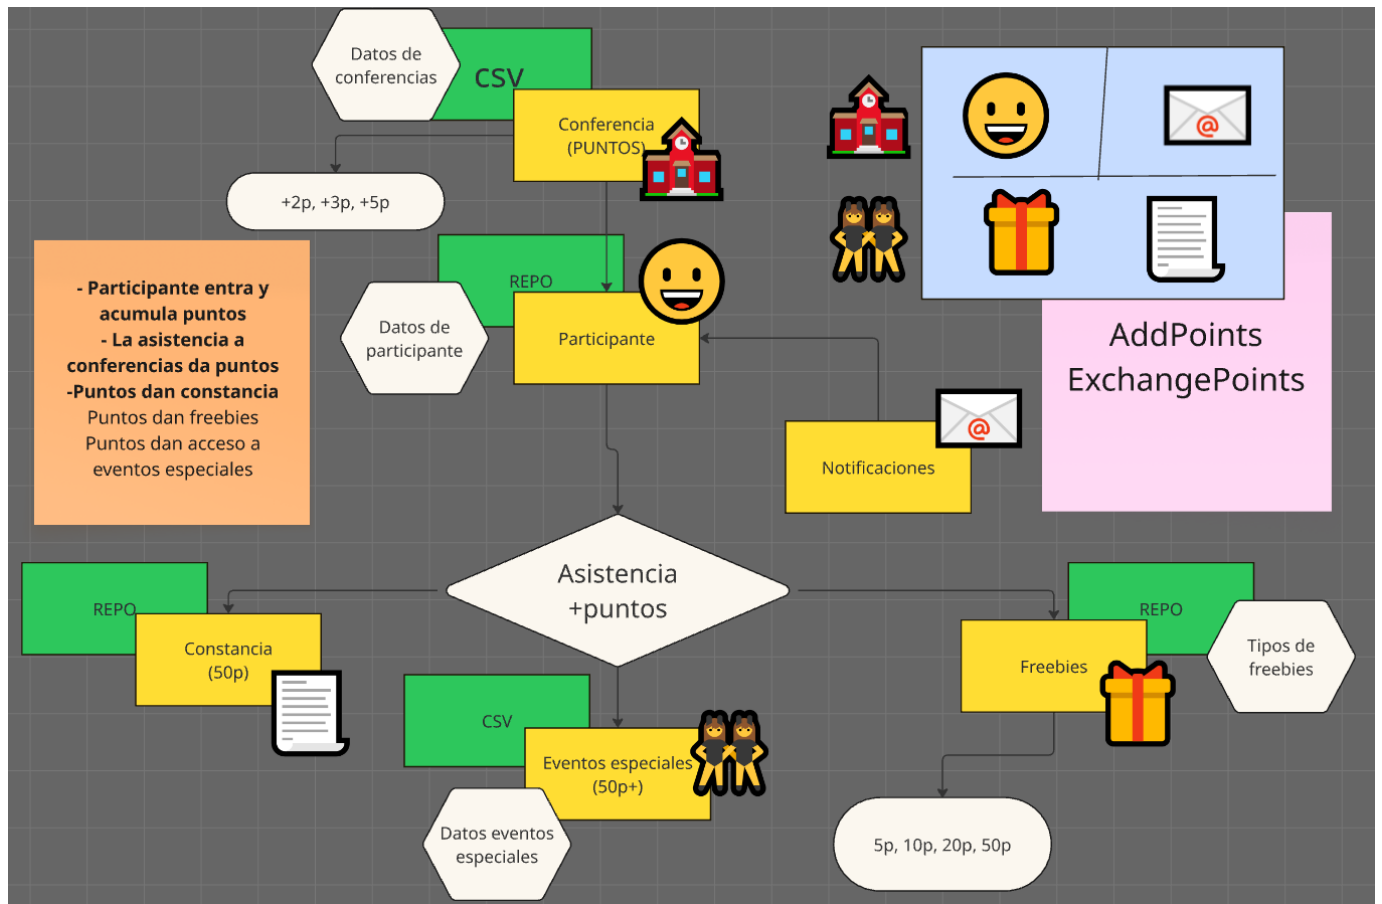 Datos de
conferencias
CSV
Conferencia
(PUNTOS)
+2p, +3p, +5p
@
- Participante entra y
acumula puntos
- La asistencia a
conferencias da puntos
-Puntos dan constancia
Puntos dan freebies
Puntos dan acceso a
eventos especiales
REPO
Datos de
participante
Participante
AddPoints
ExchangePoints
@
Notificaciones
Asistencia
+puntos
REPO
Constancia
(50p)
CSV
Eventos especiales
(50p+)
Datos eventos
especiales
REPO
Freebies
Tipos de
freebies
5p, 10p, 20p, 50p